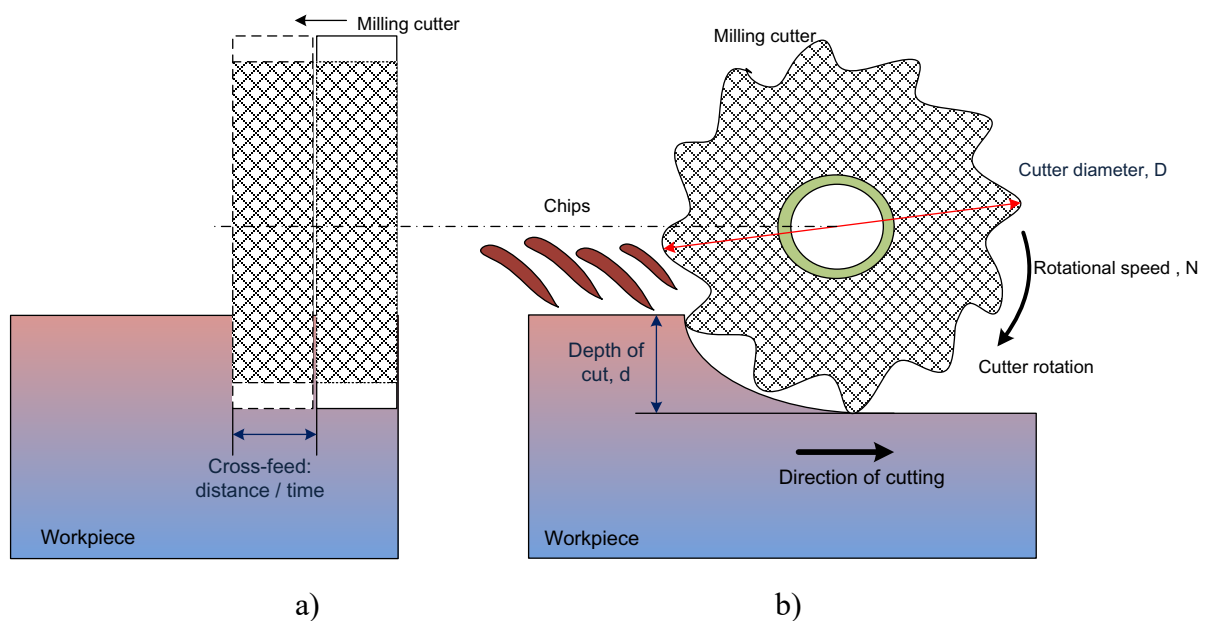 Milling cutter
Cross-feed:
distance / time
Workpiece
a)
Milling cutter
Cutter diameter, D
Chips
Rotational speed , N
Depth of
cut, d
Cutter rotation
Direction of cutting
Workpiece
b)